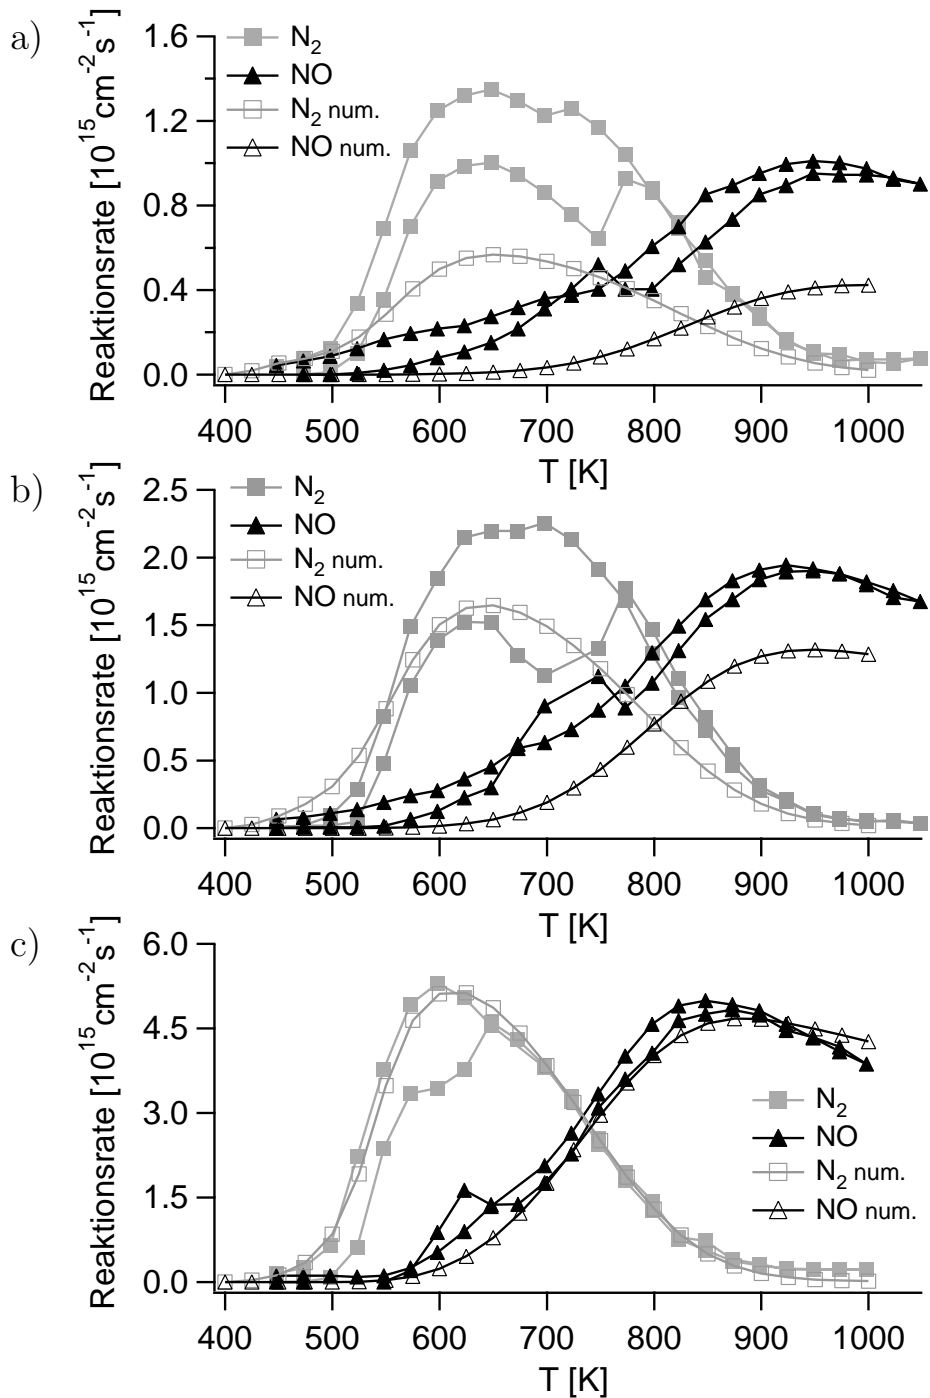 a)
Reaktionsrate [10^15 cm^-2 s^-1]
1.6
1.2
0.8
0.4
0.0
N2
NO
N2 num.
NO num.
400 500 600 700 800 900 1000
T [K]
b)
Reaktionsrate [10^15 cm^-2 s^-1]
2.5
2.0
1.5
1.0
0.5
0.0
N2
NO
N2 num.
NO num.
400 500 600 700 800 900 1000
T [K]
c)
Reaktionsrate [10^15 cm^-2 s^-1]
6.0
4.5
3.0
1.5
0.0
N2
NO
N2 num.
NO num.
400 500 600 700 800 900 1000
T [K]